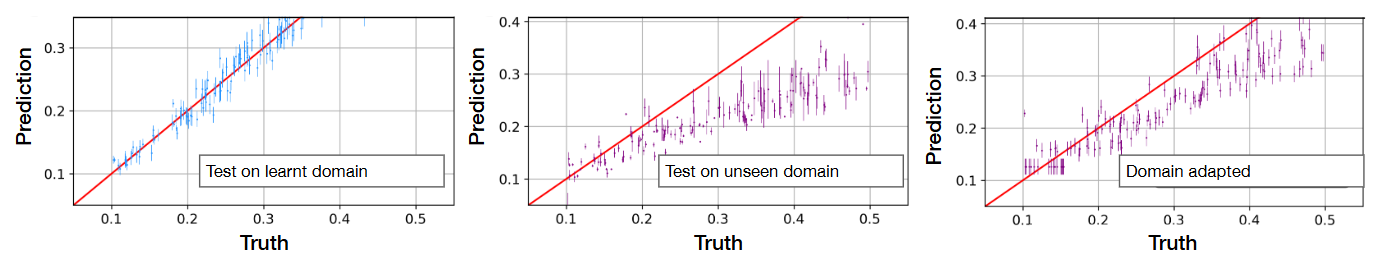 Prediction
0.3
0.2
0.1
Test on learnt domain
0.1 0.2 0.3 0.4 0.5
Truth
Prediction
0.4
0.3
0.2
0.1
Test on unseen domain
0.1 0.2 0.3 0.4 0.5
Truth
Prediction
0.4
0.3
0.2
0.1
Domain adapted
0.1 0.2 0.3 0.4 0.5
Truth